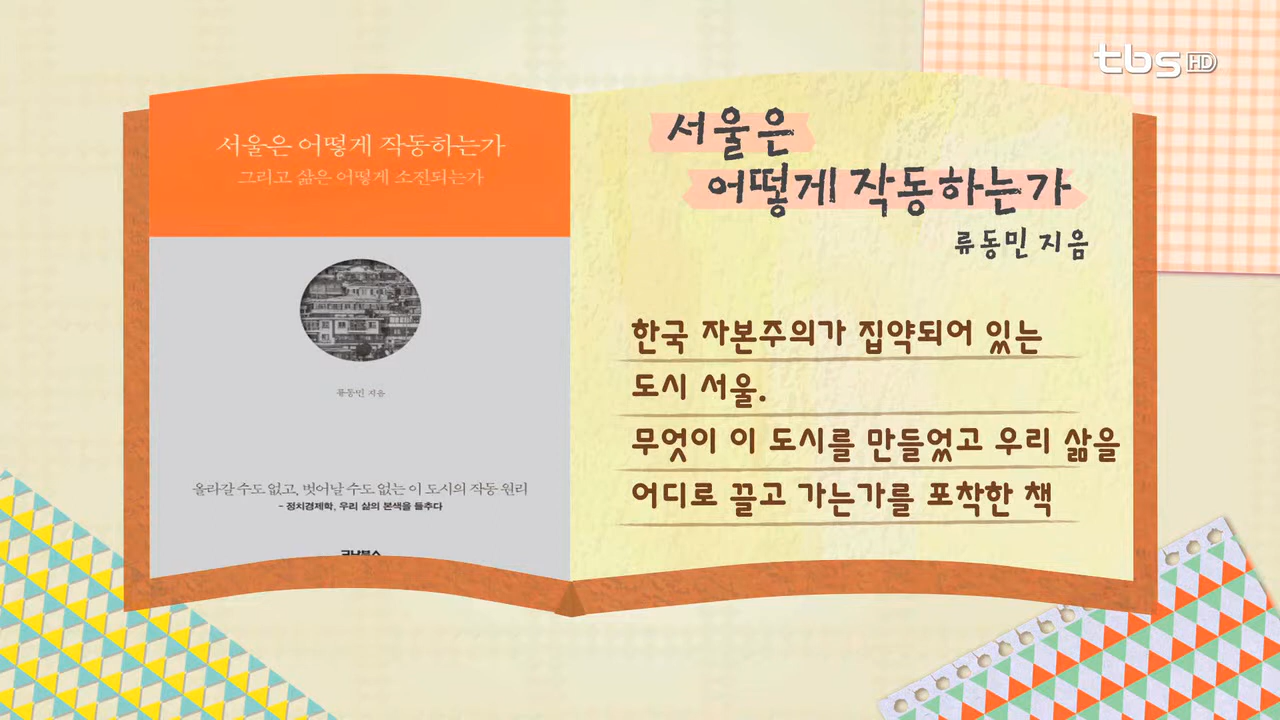 tbs HD
서울은 어떻게 작동하는가
그리고 삶은 어떻게 소진되는가
류동민 지음
올라갈 수도 없고, 벗어날 수도 없는 이 도시의 작동 원리
- 정치경제학, 우리 삶의 본색을 들추다
서울은
어떻게 작동하는가
류동민 지음
한국 자본주의가 집약되어 있는
도시 서울.
무엇이 이 도시를 만들었고 우리 삶을
어디로 끌고 가는가를 포착한 책